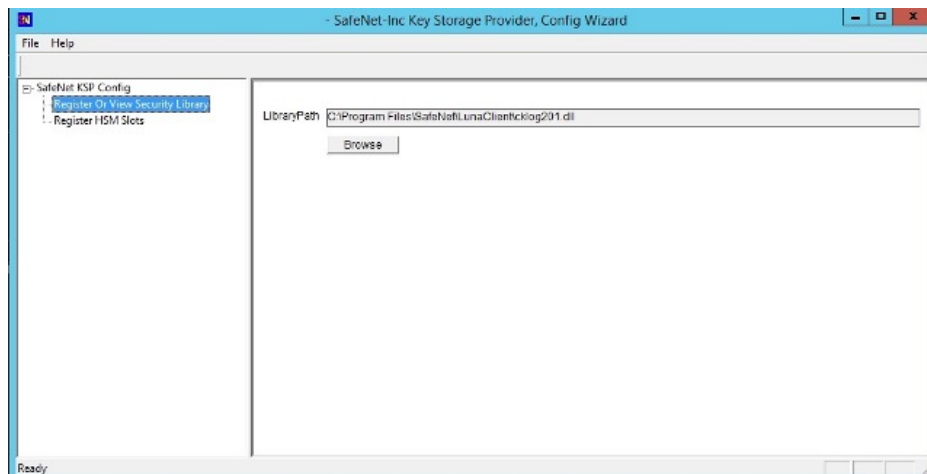 - SafeNet-Inc Key Storage Provider, Config Wizard
File Help
SafeNet KSP Config
Register Or View Security Library
Register HSM Slots
LibraryPath C:\Program Files\SafeNet\LunaClient\cklog201.dll
Browse
Ready